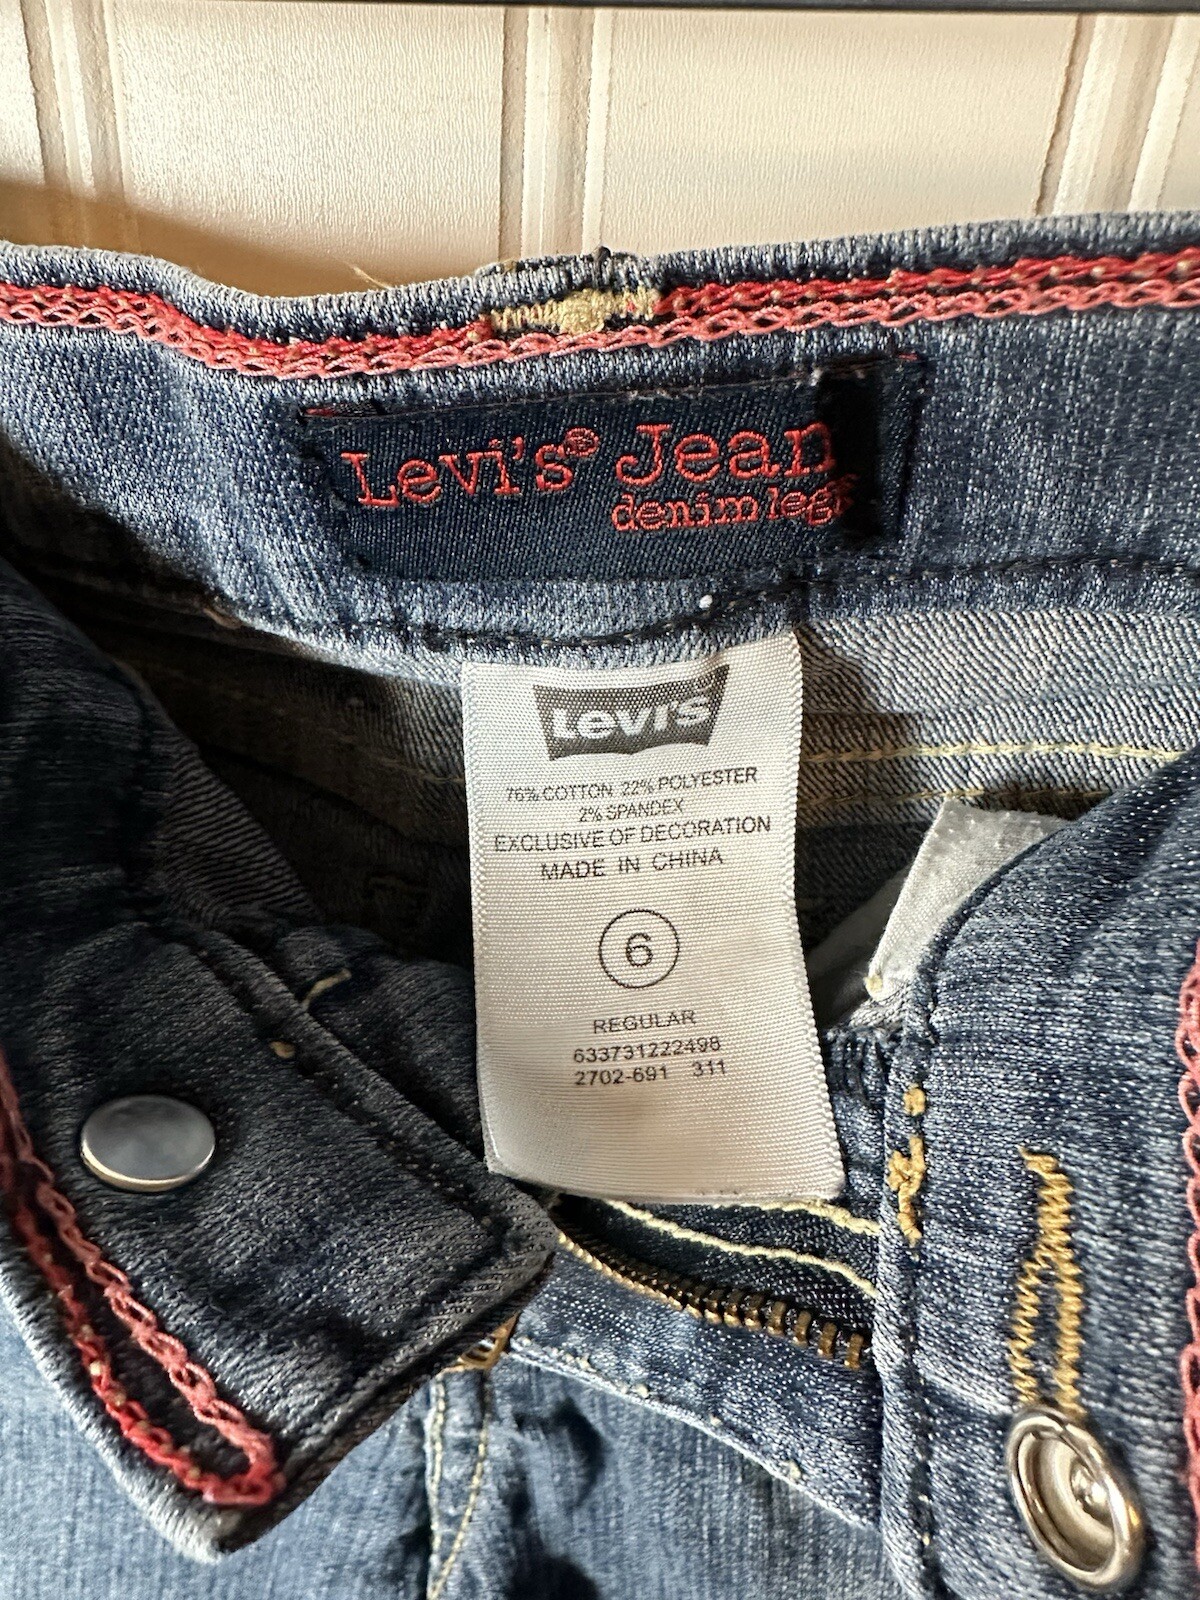 Levi's® Jean
denim leg
Levi's
76% COTTON 22% POLYESTER
2% SPANDEX
EXCLUSIVE OF DECORATION
MADE IN CHINA
6
REGULAR
633731222498
2702-691 311